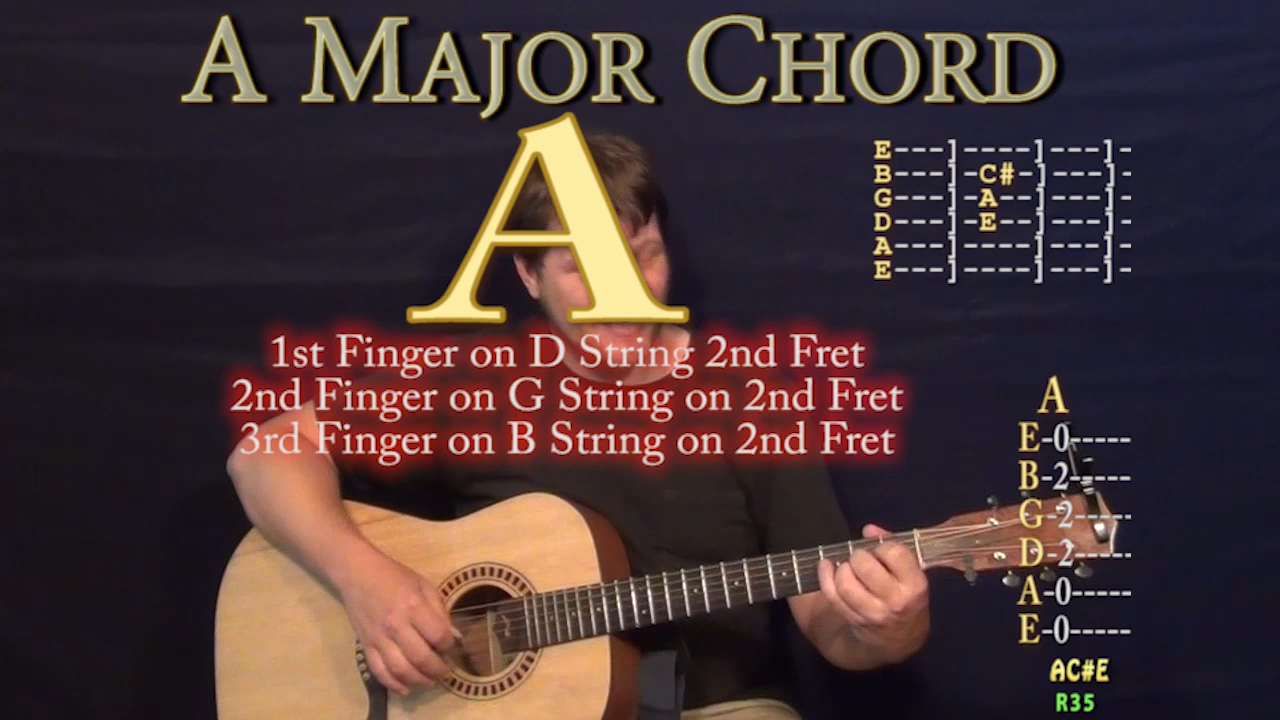 A MAJOR CHORD
A
E---]----]---]-
B---]-C#-]---]-
G---]-A--]---]-
D---]-E--]---]-
A---]----]---]-
E---]----]---]-
1st Finger on D String 2nd Fret
2nd Finger on G String on 2nd Fret
3rd Finger on B String on 2nd Fret
A
E-0-----
B-2-----
G-2-----
D-2-----
A-0-----
E-0-----
AC#E
R35